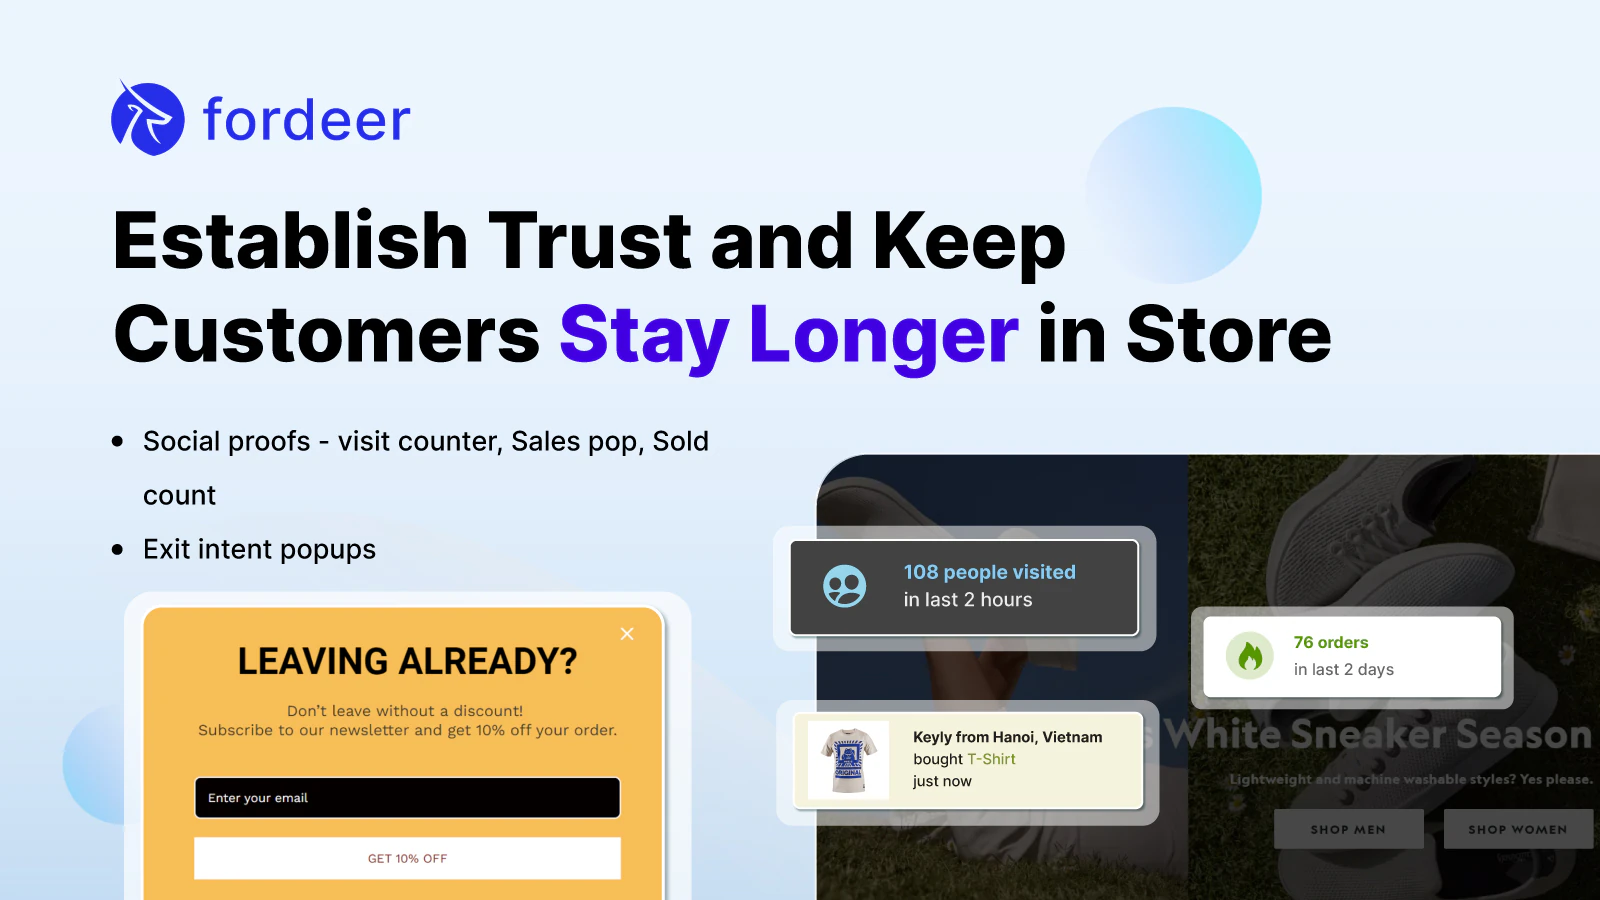 fordeer
Establish Trust and Keep
Customers Stay Longer in Store
Social proofs - visit counter, Sales pop, Sold
count
Exit intent popups
LEAVING ALREADY?
Don't leave without a discount!
Subscribe to our newsletter and get 10% off your order.
Enter your email
GET 10% OFF
108 people visited
in last 2 hours
76 orders
in last 2 days
ORIGINAL
Keyly from Hanoi, Vietnam
bought T-Shirt
just now
s White Sneaker Season
Lightweight and machine washable styles? Yes please.
SHOP MEN
SHOP WOMEN